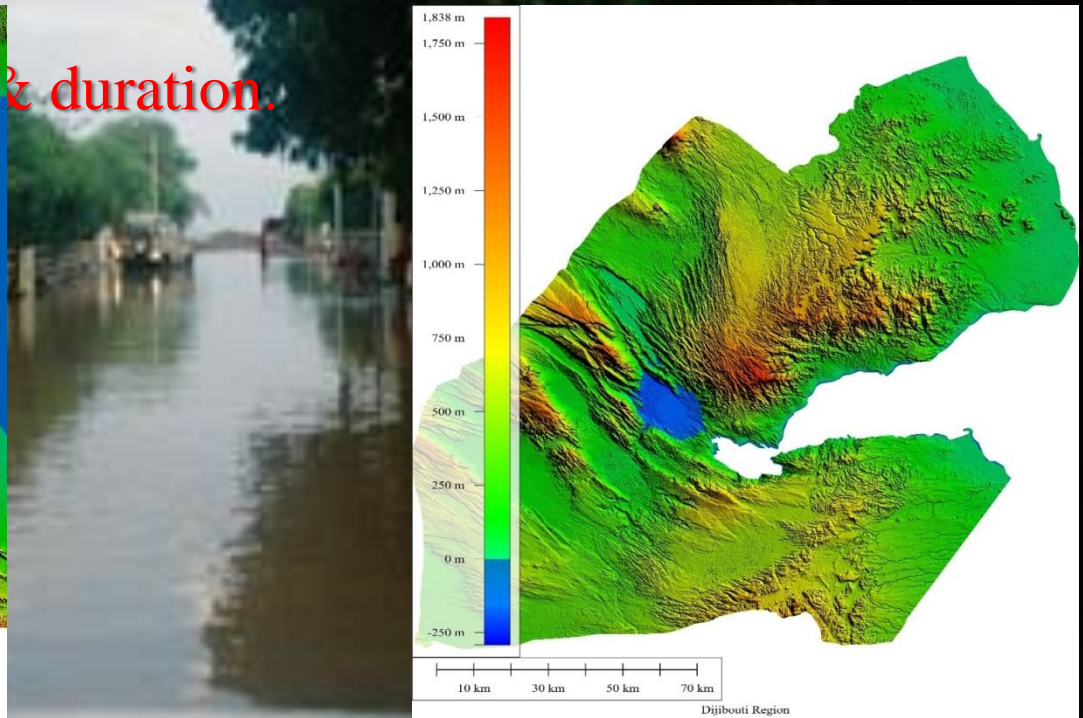 & duration.
1,838 m
1,750 m
1,500 m
1,250 m
1,000 m
750 m
500 m
250 m
0 m
-250 m
10 km 30 km 50 km 70 km
Dijibouti Region